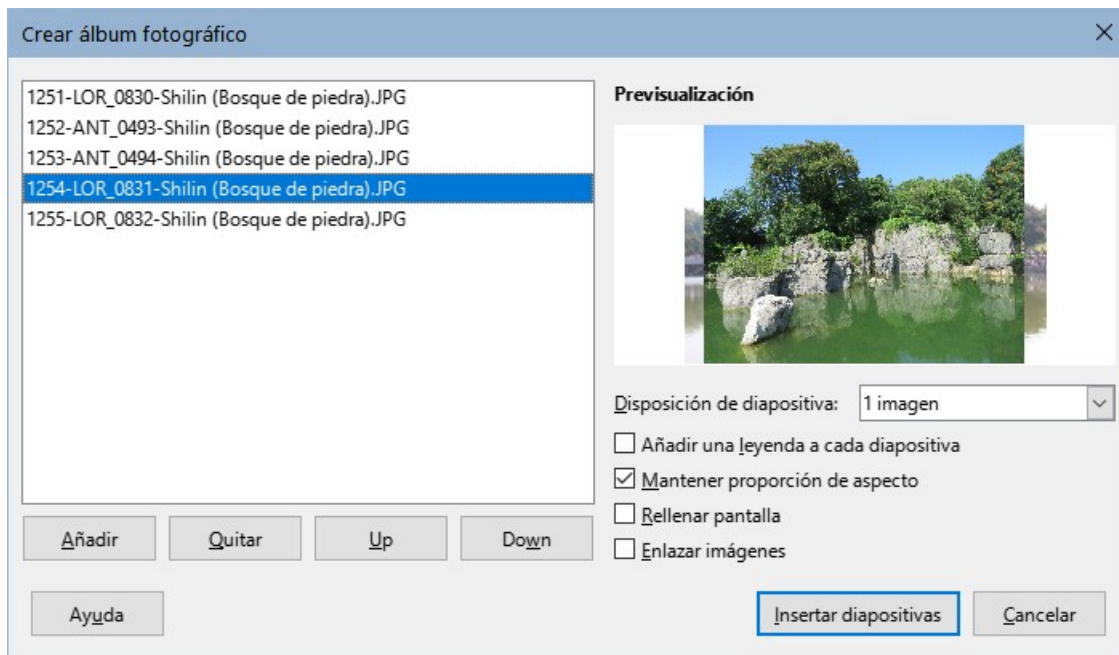 Crear álbum fotográfico
1251-LOR_0830-Shilin (Bosque de piedra).JPG
1252-ANT_0493-Shilin (Bosque de piedra).JPG
1253-ANT_0494-Shilin (Bosque de piedra).JPG
1254-LOR_0831-Shilin (Bosque de piedra).JPG
1255-LOR_0832-Shilin (Bosque de piedra).JPG
Añadir Quitar Up Down
Previsualización
Disposición de diapositiva: 1 imagen
Añadir una leyenda a cada diapositiva
Mantener proporción de aspecto
Rellenar pantalla
Enlazar imágenes
Ayuda Insertar diapositivas Cancelar